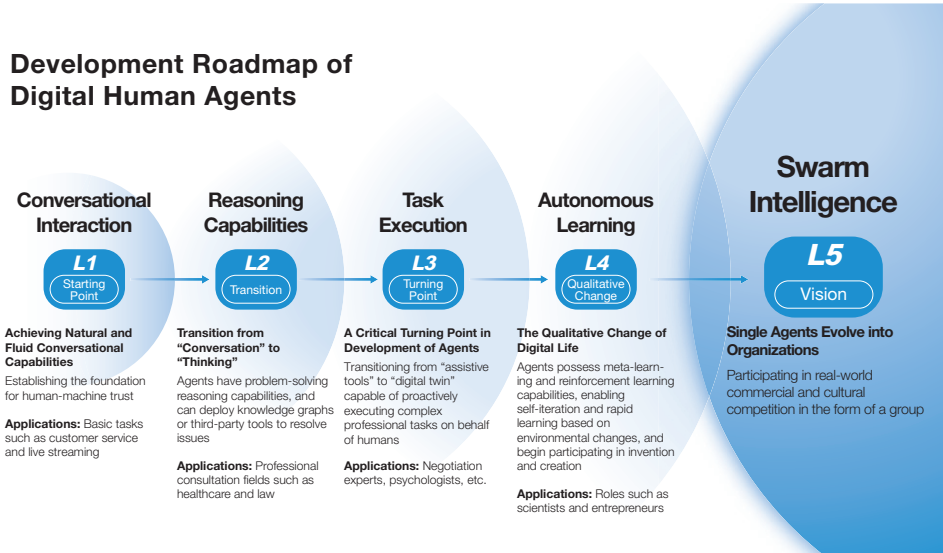 Development Roadmap of
Digital Human Agents
Conversational
Interaction
L1
Starting
Point
Achieving Natural and
Fluid Conversational
Capabilities
Establishing the foundation
for human-machine trust
Applications: Basic tasks
such as customer service
and live streaming
Reasoning
Capabilities
L2
Transition
Transition from
“Conversation” to
“Thinking”
Agents have problem-solving
reasoning capabilities, and
can deploy knowledge graphs
or third-party tools to resolve
issues
Applications: Professional
consultation fields such as
healthcare and law
Task
Execution
L3
Turning
Point
A Critical Turning Point in
Development of Agents
Transitioning from “assistive
tools” to “digital twin”
capable of proactively
executing complex
professional tasks on behalf
of humans
Applications: Negotiation
experts, psychologists, etc.
Autonomous
Learning
L4
Qualitative
Change
The Qualitative Change of
Digital Life
Agents possess meta-learn-
ing and reinforcement learning
capabilities, enabling
self-iteration and rapid
learning based on
environmental changes, and
begin participating in invention
and creation
Applications: Roles such as
scientists and entrepreneurs
Swarm
Intelligence
L5
Vision
Single Agents Evolve into
Organizations
Participating in real-world
commercial and cultural
competition in the form of a group